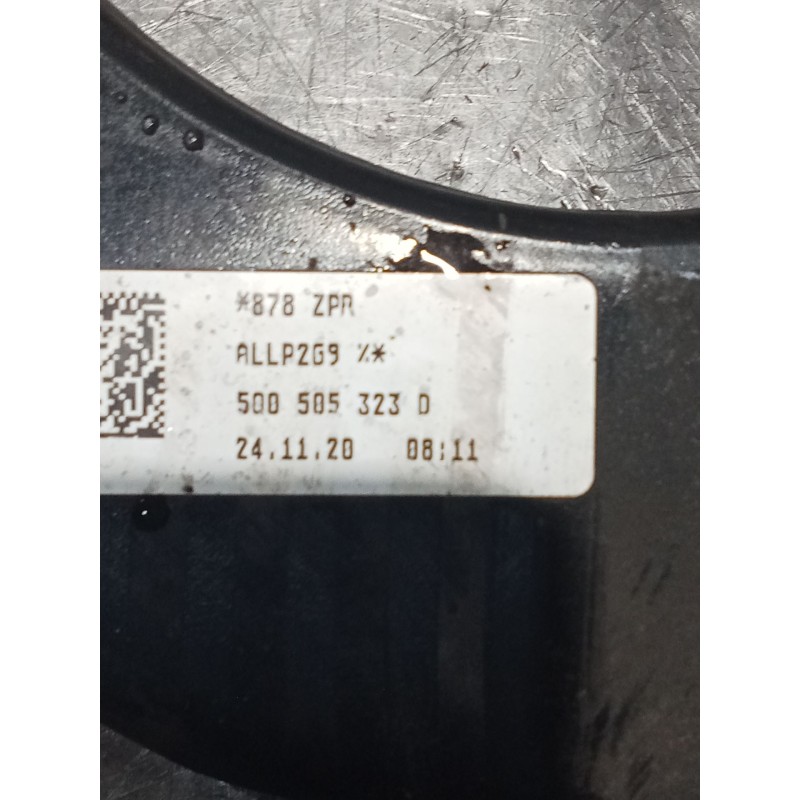 *878 ZPR
ALLP2G9 %*
5Q0 505 323 D
24.11.20 08:11